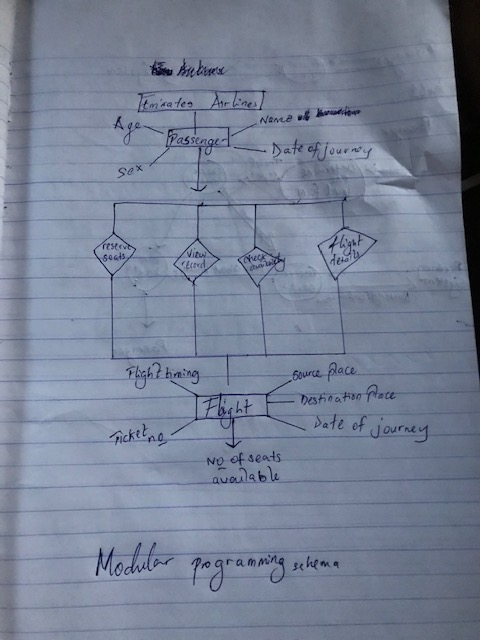 Airlines
Emirates Airlines
Age
Name
Passenger
Date of journey
sex
reserve
seats
view
record
check
availability
flight
details
Flight timing
source place
Flight
Destination place
Ticket no
Date of journey
No of seats
available
Modular programming schema